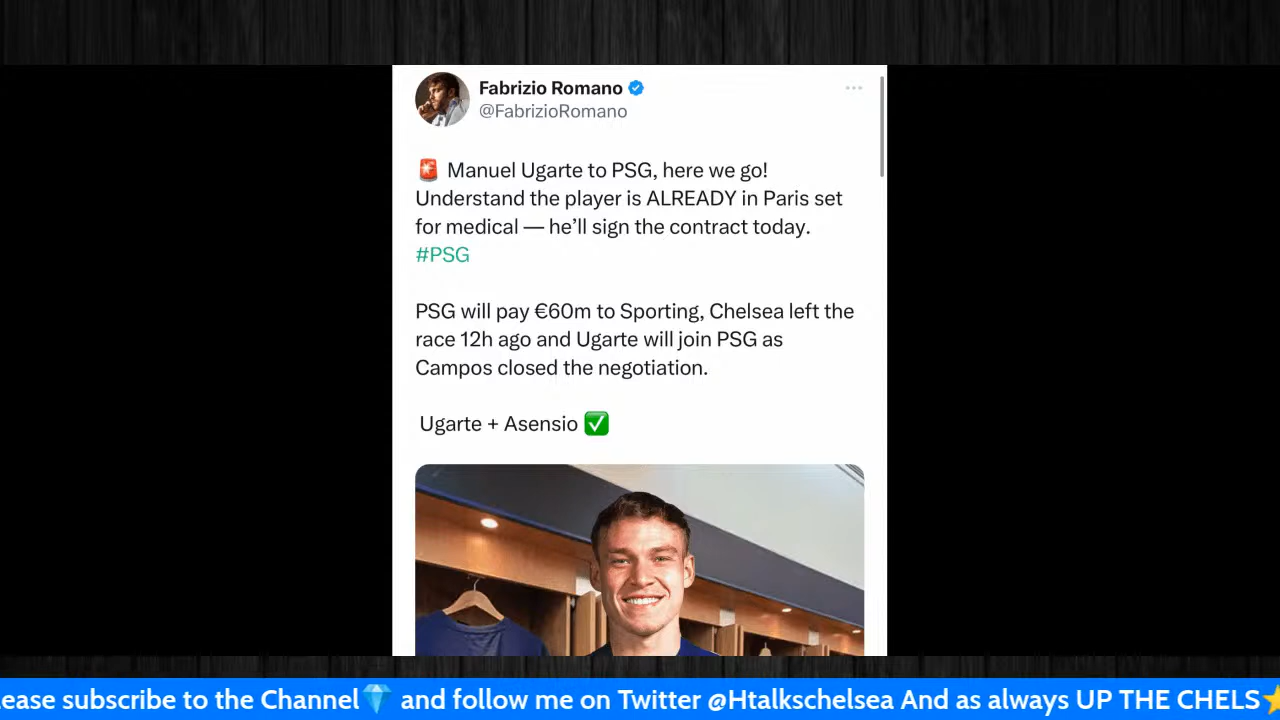 Fabrizio Romano
@FabrizioRomano
🚨 Manuel Ugarte to PSG, here we go!
Understand the player is ALREADY in Paris set
for medical — he’ll sign the contract today.
#PSG
PSG will pay €60m to Sporting, Chelsea left the
race 12h ago and Ugarte will join PSG as
Campos closed the negotiation.
Ugarte + Asensio ✅
ease subscribe to the Channel💎 and follow me on Twitter @Htalkschelsea And as always UP THE CHELS⭐